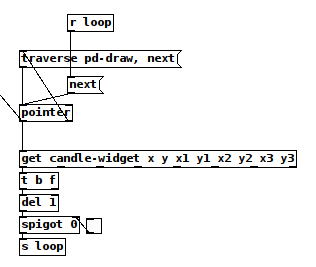 r loop
traverse pd-draw, next
next
pointer
get candle-widget x y x1 y1 x2 y2 x3 y3
t b f
del 1
spigot 0
s loop